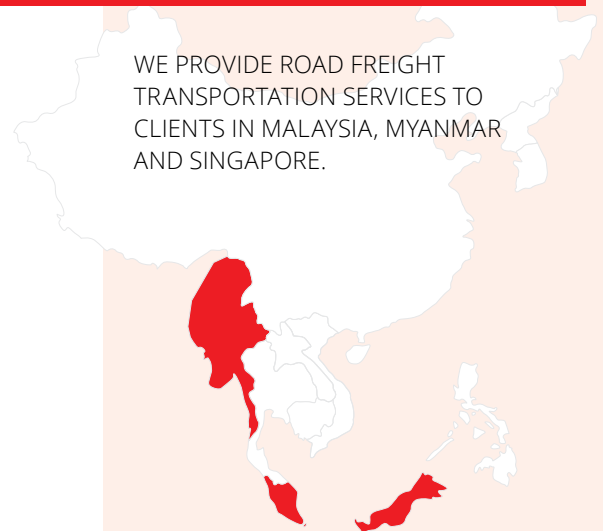 WE PROVIDE ROAD FREIGHT
TRANSPORTATION SERVICES TO
CLIENTS IN MALAYSIA, MYANMAR
AND SINGAPORE.